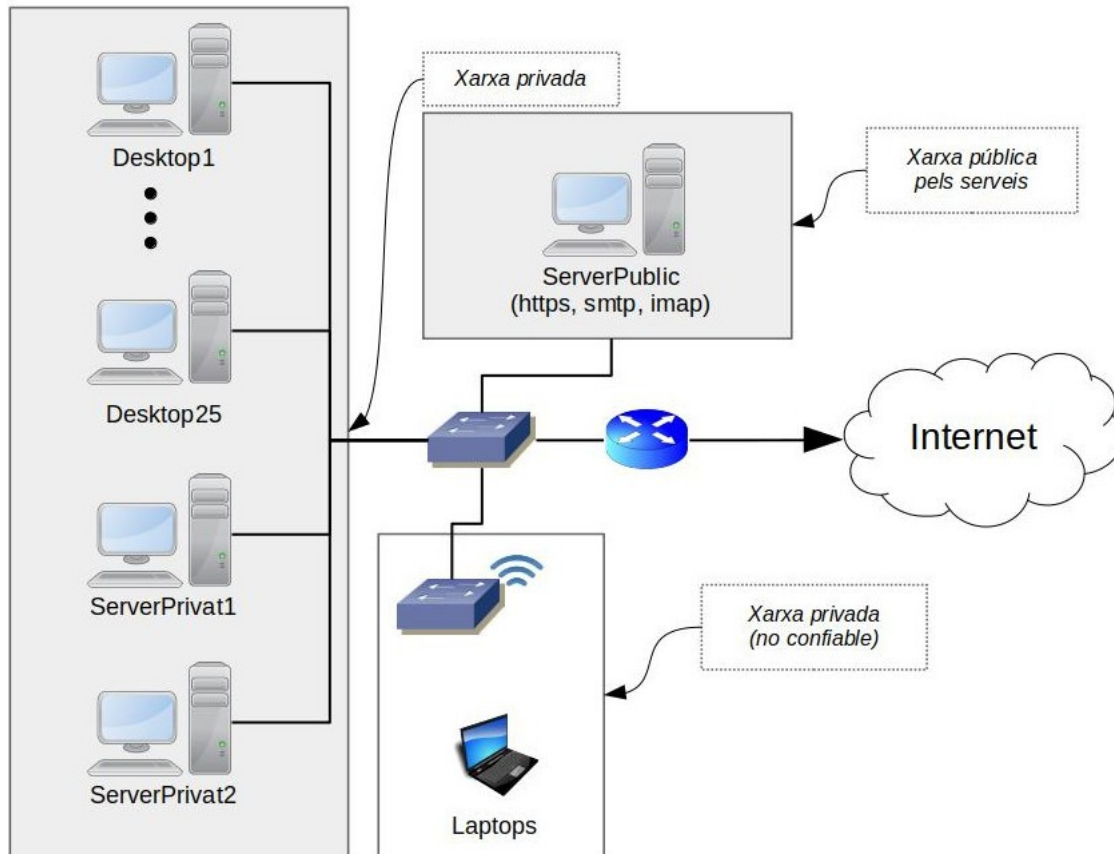 Desktop1
Desktop25
ServerPrivat1
ServerPrivat2
Xarxa privada
ServerPublic
(https, smtp, imap)
Xarxa pública
pels serveis
Internet
Xarxa privada
(no confiable)
Laptops